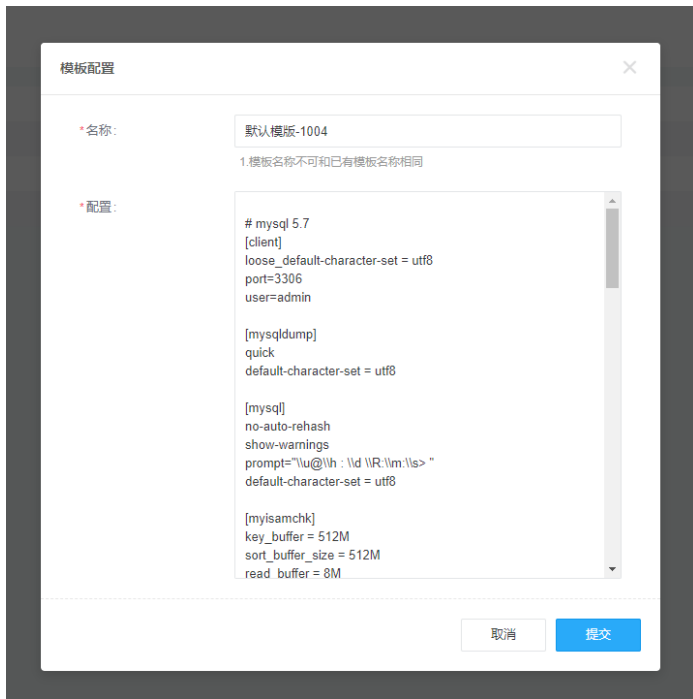 模板配置
*名称:
默认模版-1004
1.模板名称不可和已有模板名称相同
*配置:
# mysql 5.7
[client]
loose_default-character-set = utf8
port=3306
user=admin
[mysqldump]
quick
default-character-set = utf8
[mysql]
no-auto-rehash
show-warnings
prompt="\\u@\\h : \\d \\R:\\m:\\s> "
default-character-set = utf8
[myisamchk]
key_buffer = 512M
sort_buffer_size = 512M
read_buffer = 8M
取消
提交